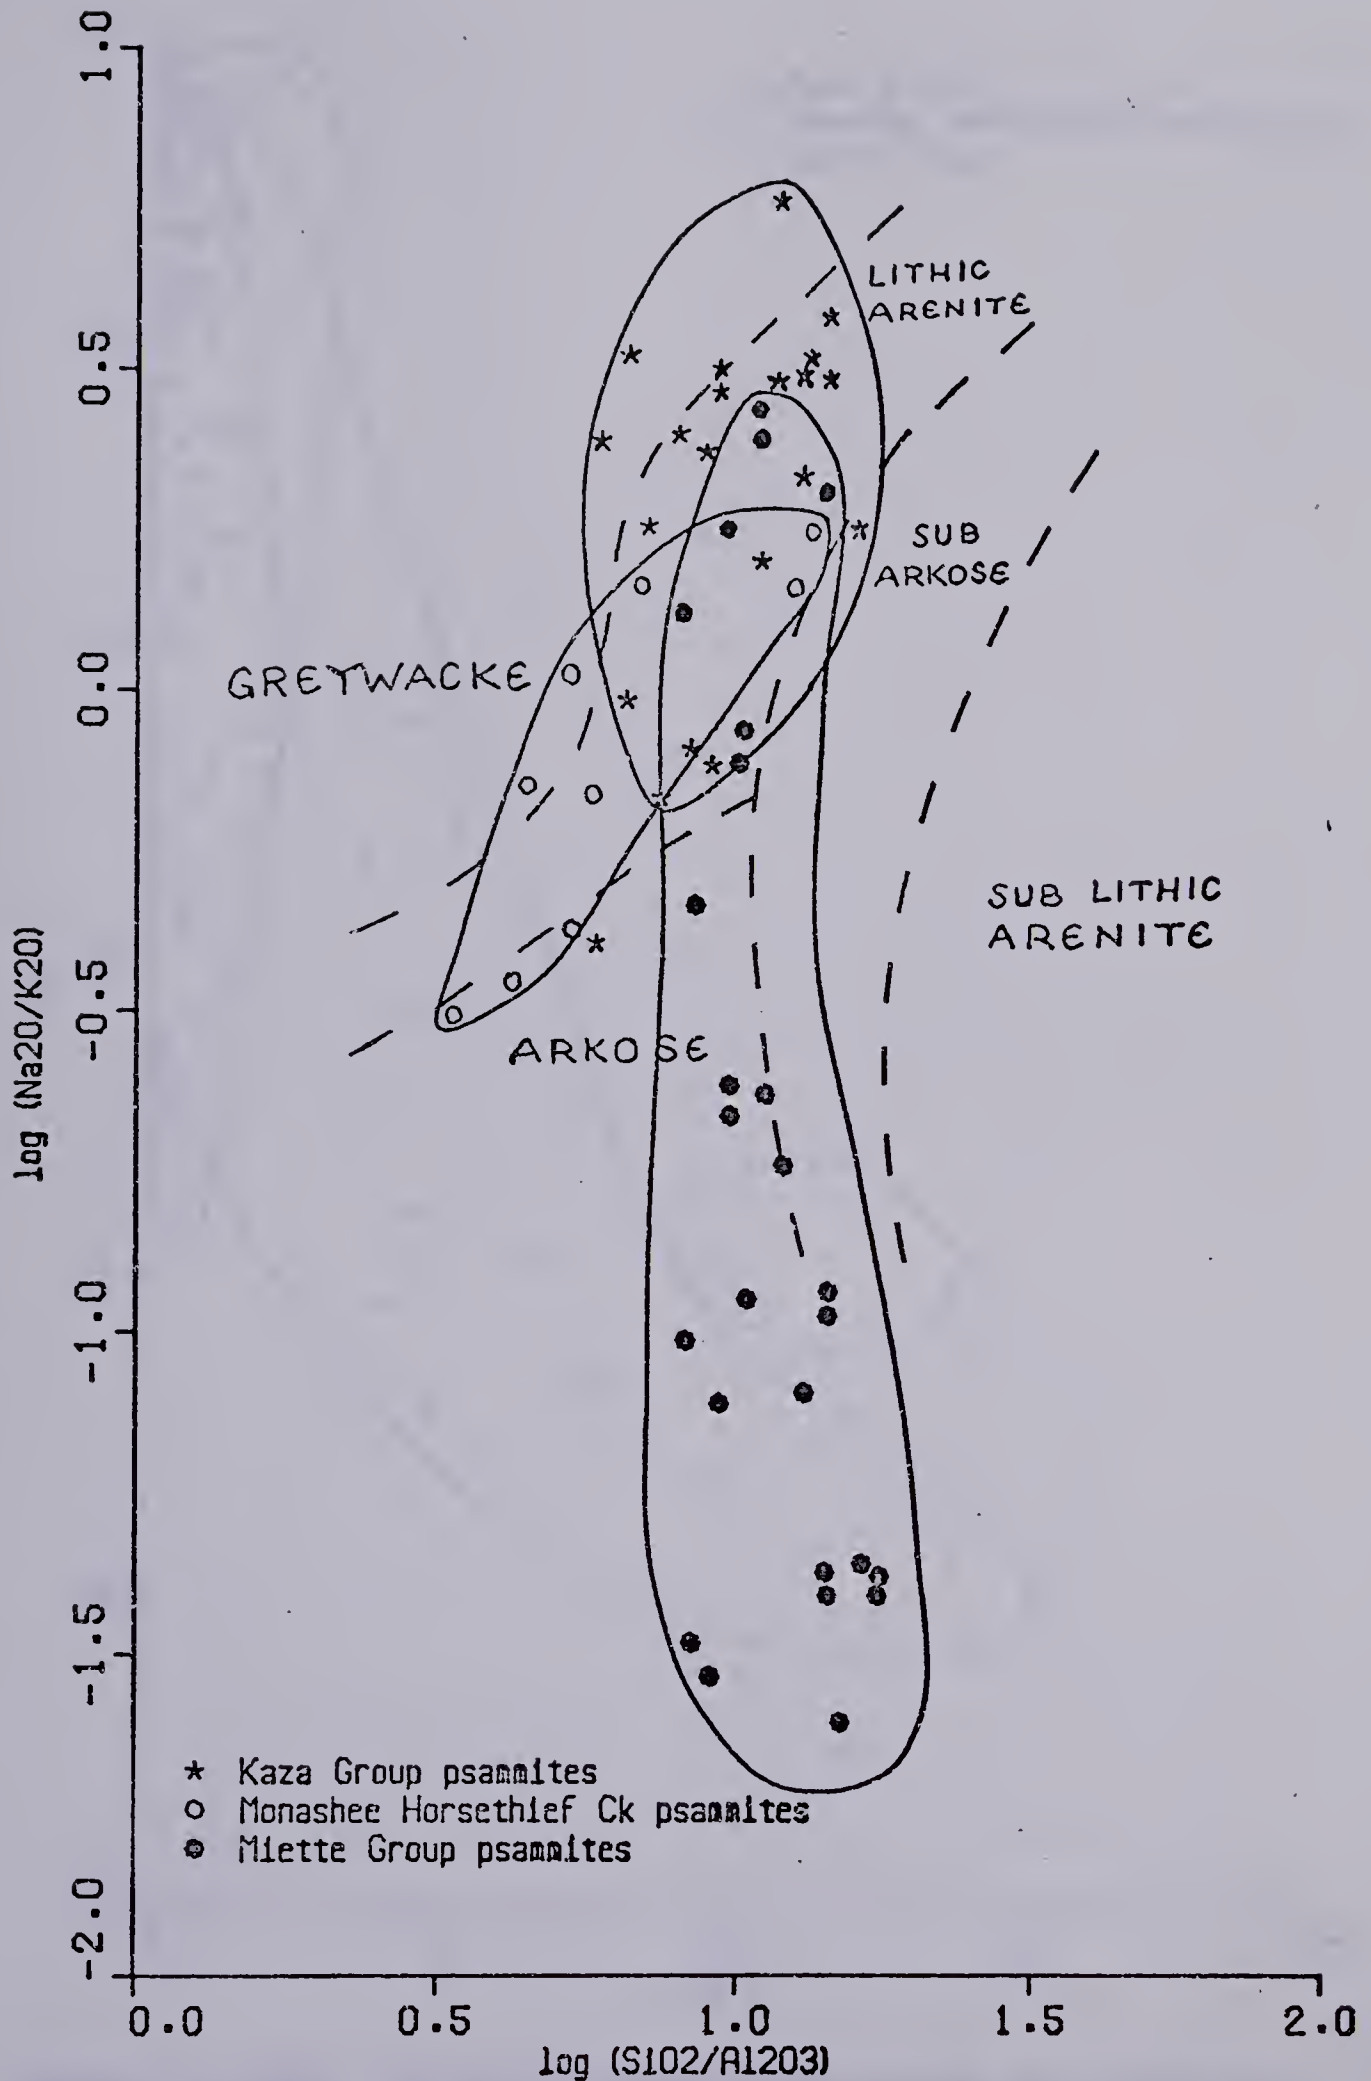 1.0
0.5
0.0
-0.5
-1.0
-1.5
-2.0
log (Na2O/K2O)
LITHIC
ARENITE
SUB
ARKOSE
GREYWACKE
SUB LITHIC
ARENITE
ARKOSE
* Kaza Group psammites
o Monashee Horsethief Ck psammites
● Miette Group psammites
0.0 0.5 1.0 1.5 2.0
log (SiO2/Al2O3)